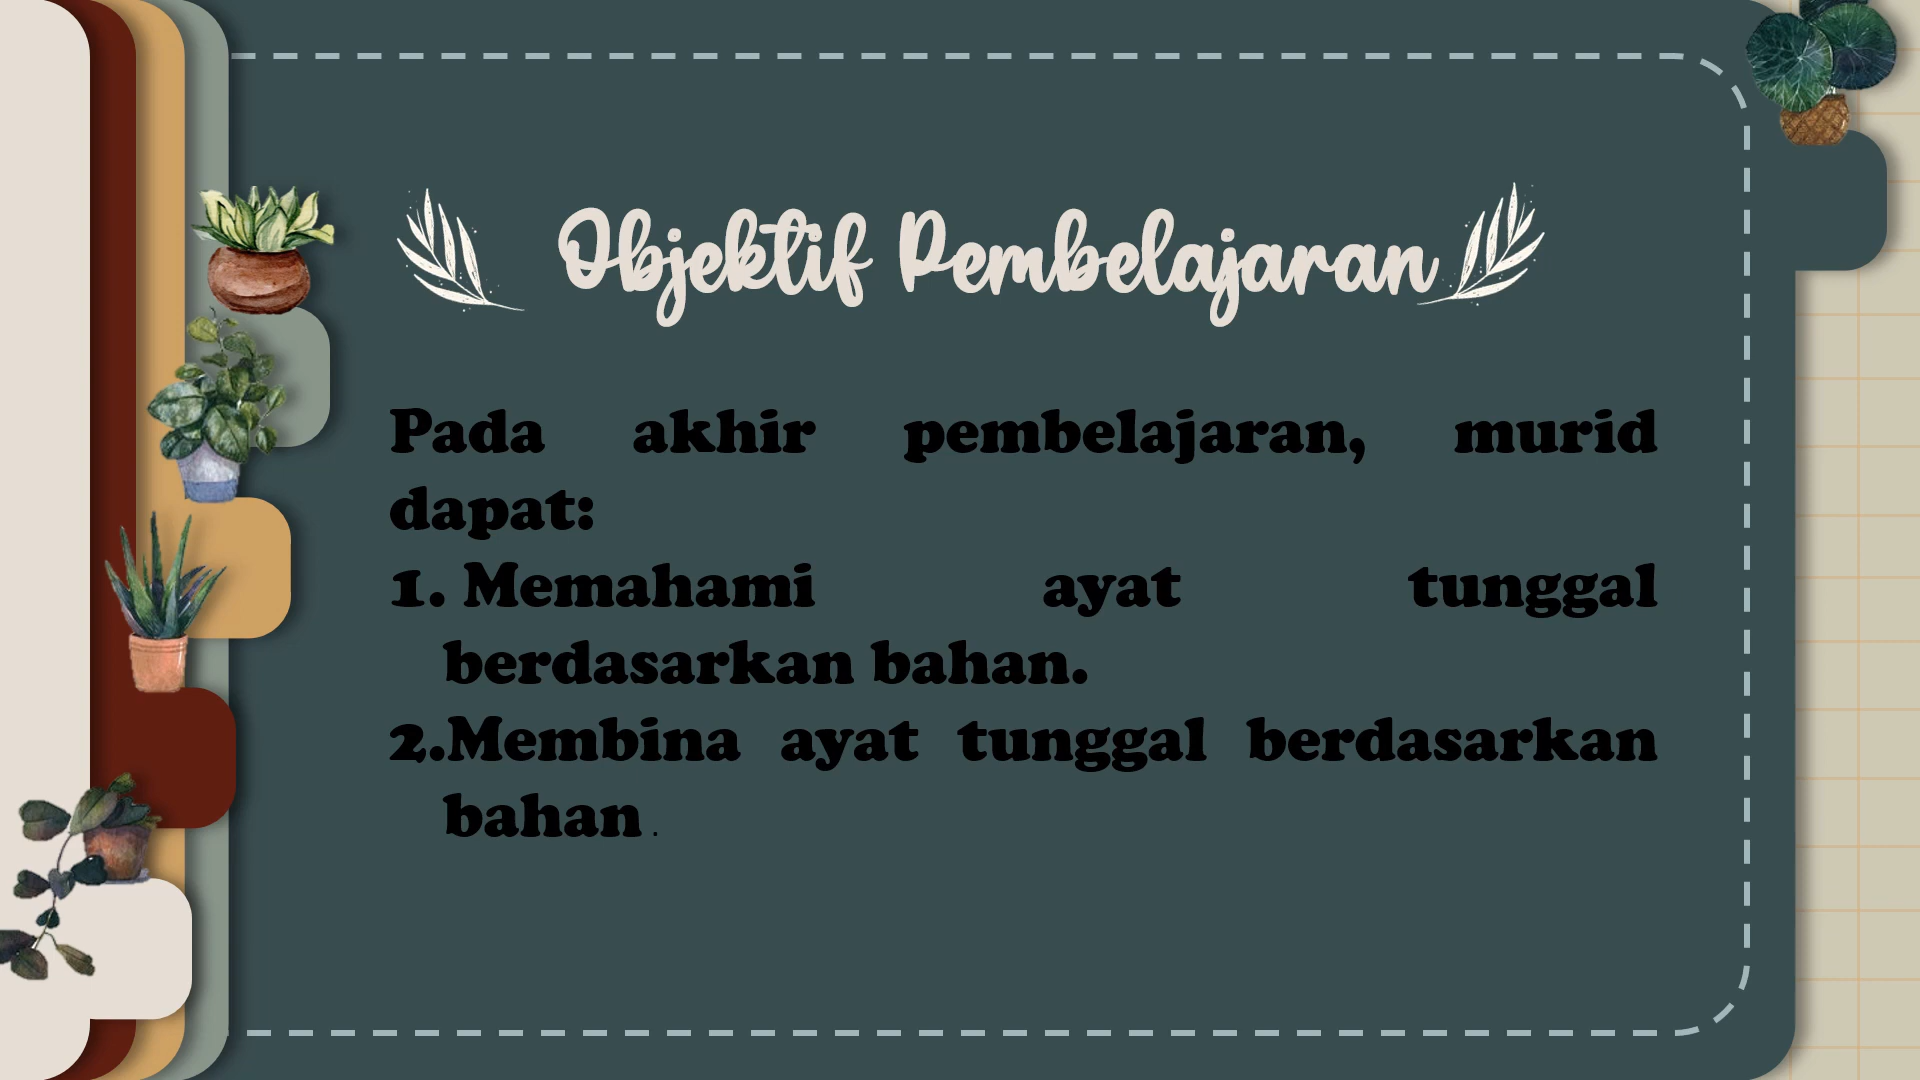 Objektif Pembelajaran
Pada akhir pembelajaran, murid
dapat:
1. Memahami ayat tunggal
berdasarkan bahan.
2.Membina ayat tunggal berdasarkan
bahan .